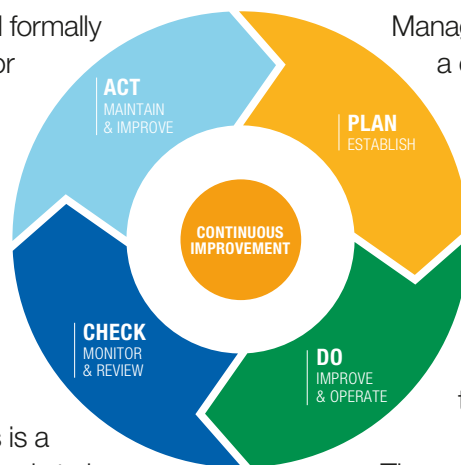 formally
or
Manag
a
ACT
MAINTAIN
& IMPROVE
PLAN
ESTABLISH
CONTINUOUS
IMPROVEMENT
CHECK
MONITOR
& REVIEW
DO
IMPROVE
& OPERATE
is a